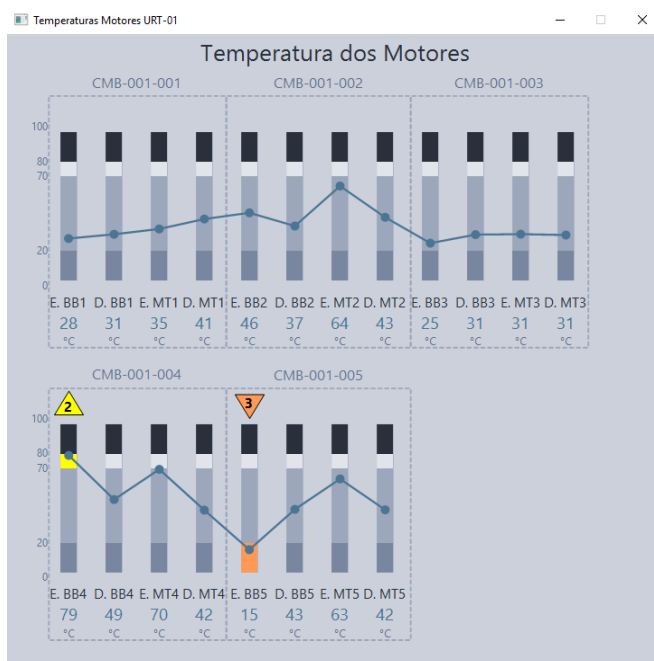 Temperaturas Motores URT-01
Temperatura dos Motores
CMB-001-001 CMB-001-002 CMB-001-003
100
80
70
20
0
E. BB1 D. BB1 E. MT1 D. MT1 E. BB2 D. BB2 E. MT2 D. MT2 E. BB3 D. BB3 E. MT3 D. MT3
28 31 35 41 46 37 64 43 25 31 31 31
°C °C °C °C °C °C °C °C °C °C °C °C
CMB-001-004 CMB-001-005
2 3
100
80
70
20
0
E. BB4 D. BB4 E. MT4 D. MT4 E. BB5 D. BB5 E. MT5 D. MT5
79 49 70 42 15 43 63 42
°C °C °C °C °C °C °C °C